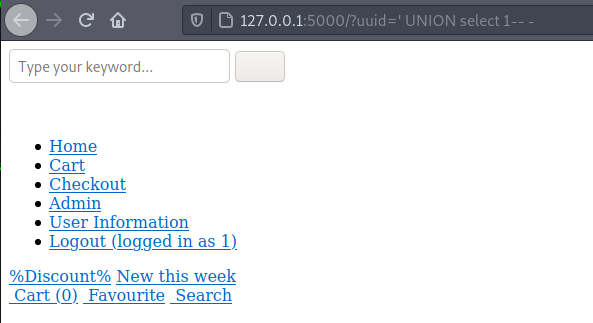 127.0.0.1:5000/?uuid=' UNION select 1-- -
Type your keyword...
Home
Cart
Checkout
Admin
User Information
Logout (logged in as 1)
%Discount% New this week
Cart (0) Favourite Search